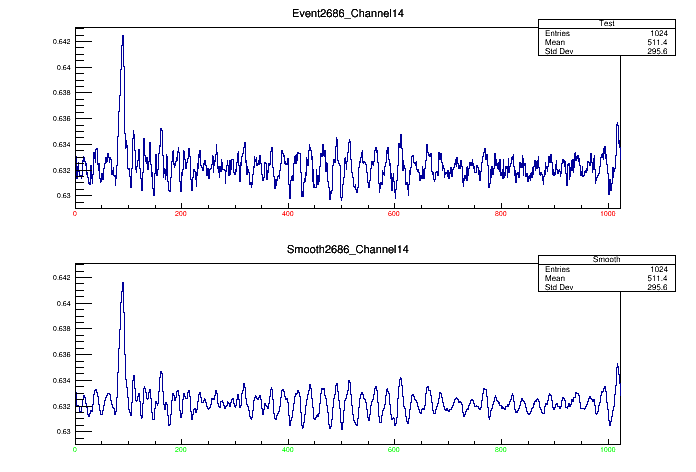 Event2686_Channel14
Test
Entries 1024
Mean 511.4
Std Dev 295.6
0.642
0.64
0.638
0.636
0.634
0.632
0.63
0 200 400 600 800 1000
Smooth2686_Channel14
Smooth
Entries 1024
Mean 511.4
Std Dev 295.6
0.642
0.64
0.638
0.636
0.634
0.632
0.63
0 200 400 600 800 1000